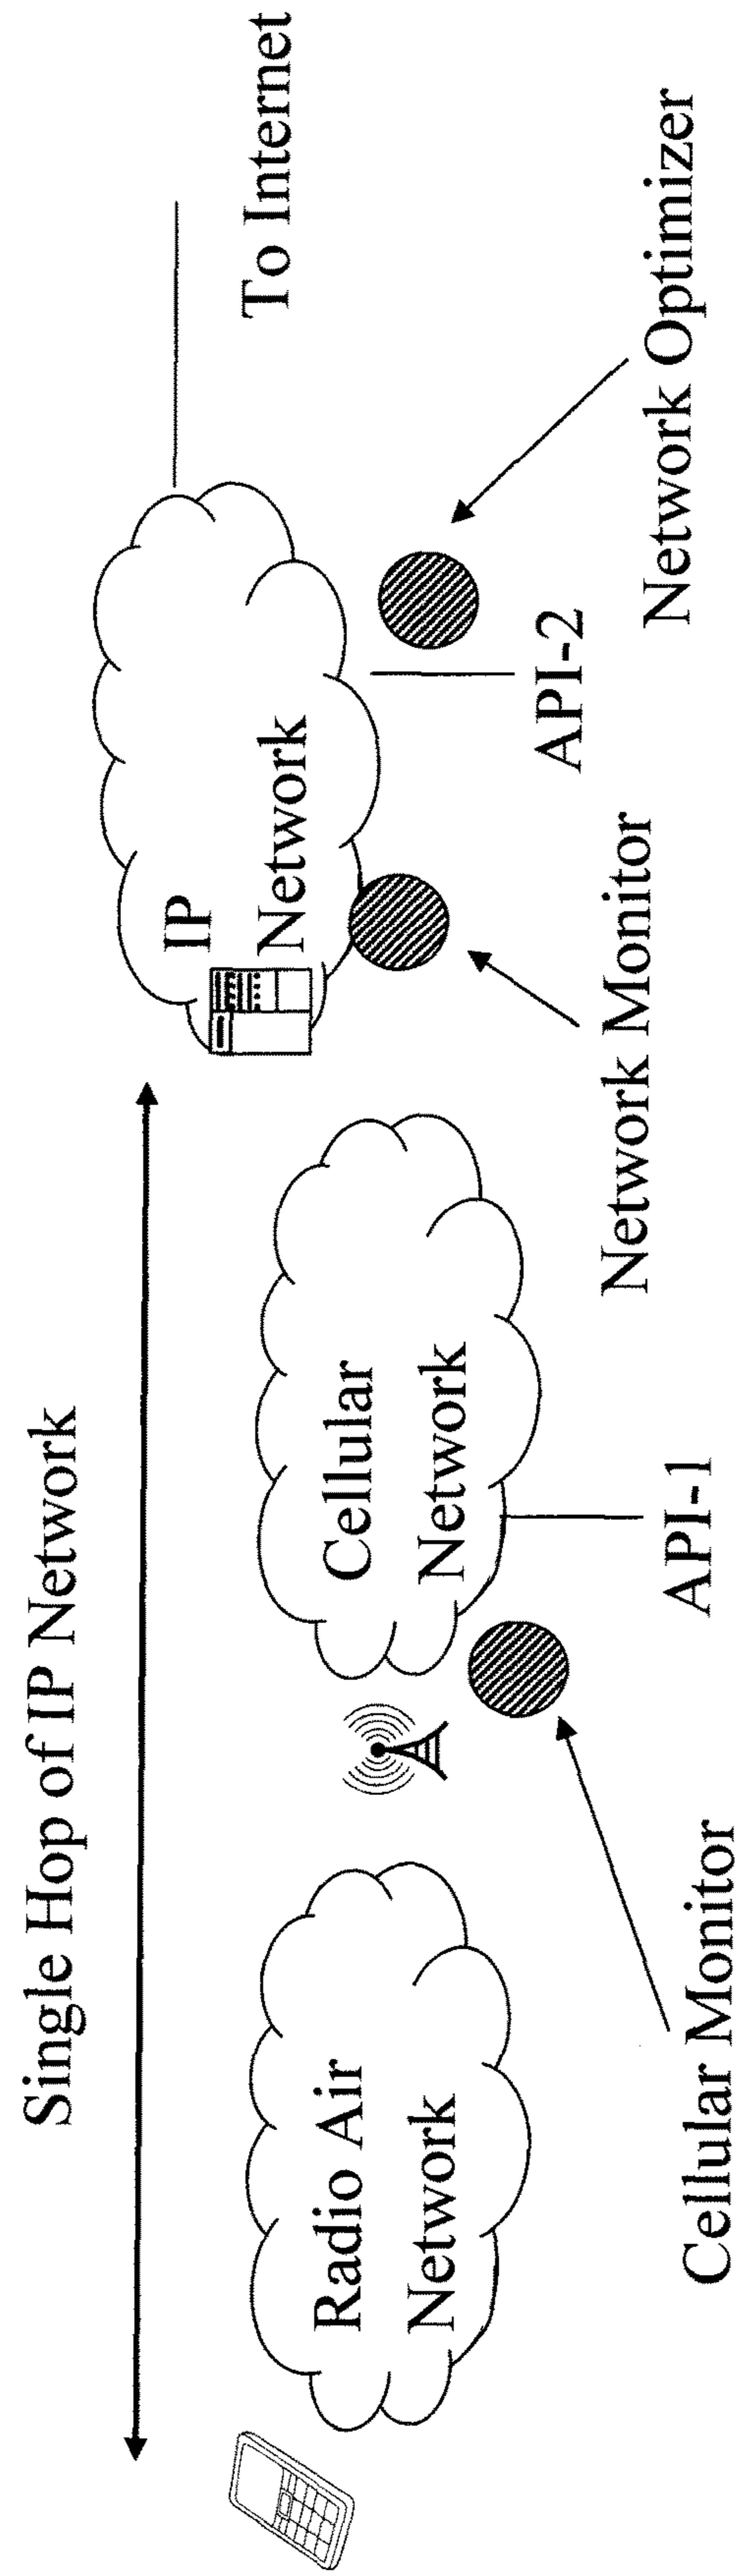 Single Hop of IP Network
Radio Air
Network
Cellular
Network
IP
Network
To Internet
Cellular Monitor
API-1
Network Monitor
API-2
Network Optimizer